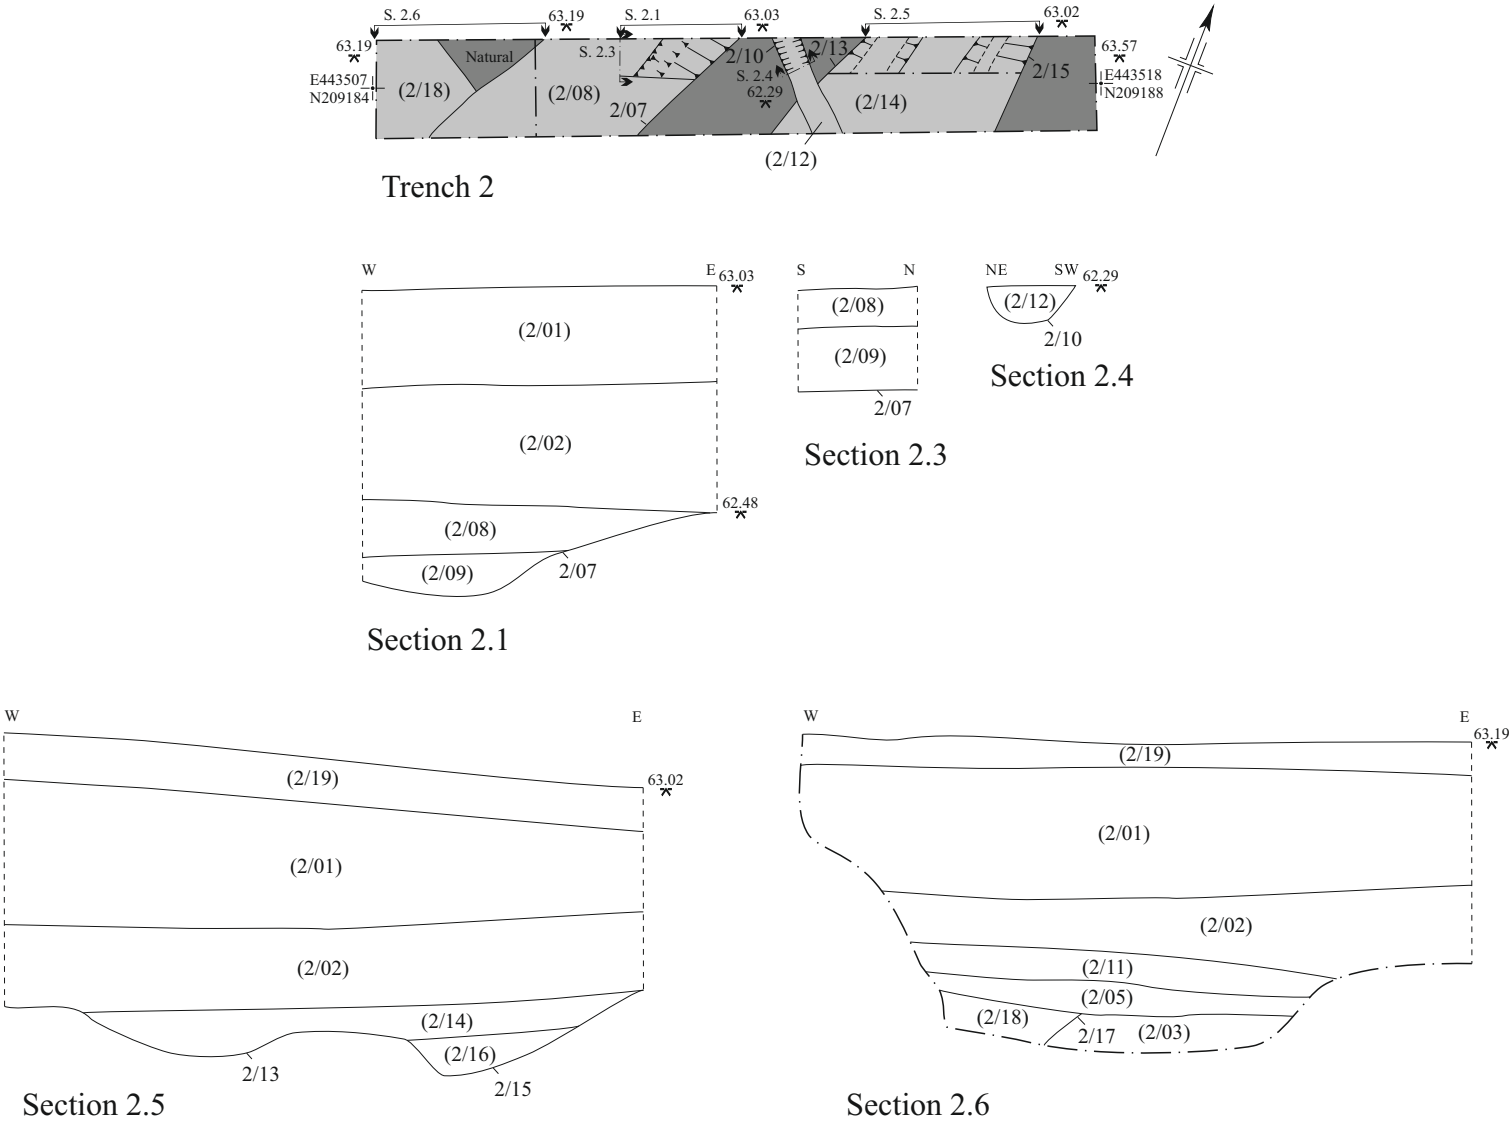 S. 2.6
63.19
S. 2.1
63.03
S. 2.5
63.02
63.19
Natural
S. 2.3
2/10
2/13
63.57
E443507
N209184
(2/18)
(2/08)
2/07
S. 2.4
62.29
(2/14)
2/15
E443518
N209188
(2/12)
Trench 2
W
E
63.03
(2/01)
(2/02)
62.48
(2/08)
(2/09)
2/07
Section 2.1
S
N
(2/08)
(2/09)
2/07
Section 2.3
NE
SW
62.29
(2/12)
2/10
Section 2.4
W
E
(2/19)
63.02
(2/01)
(2/02)
(2/14)
(2/16)
2/13
2/15
Section 2.5
W
E
63.19
(2/19)
(2/01)
(2/02)
(2/11)
(2/05)
(2/18)
2/17
(2/03)
Section 2.6